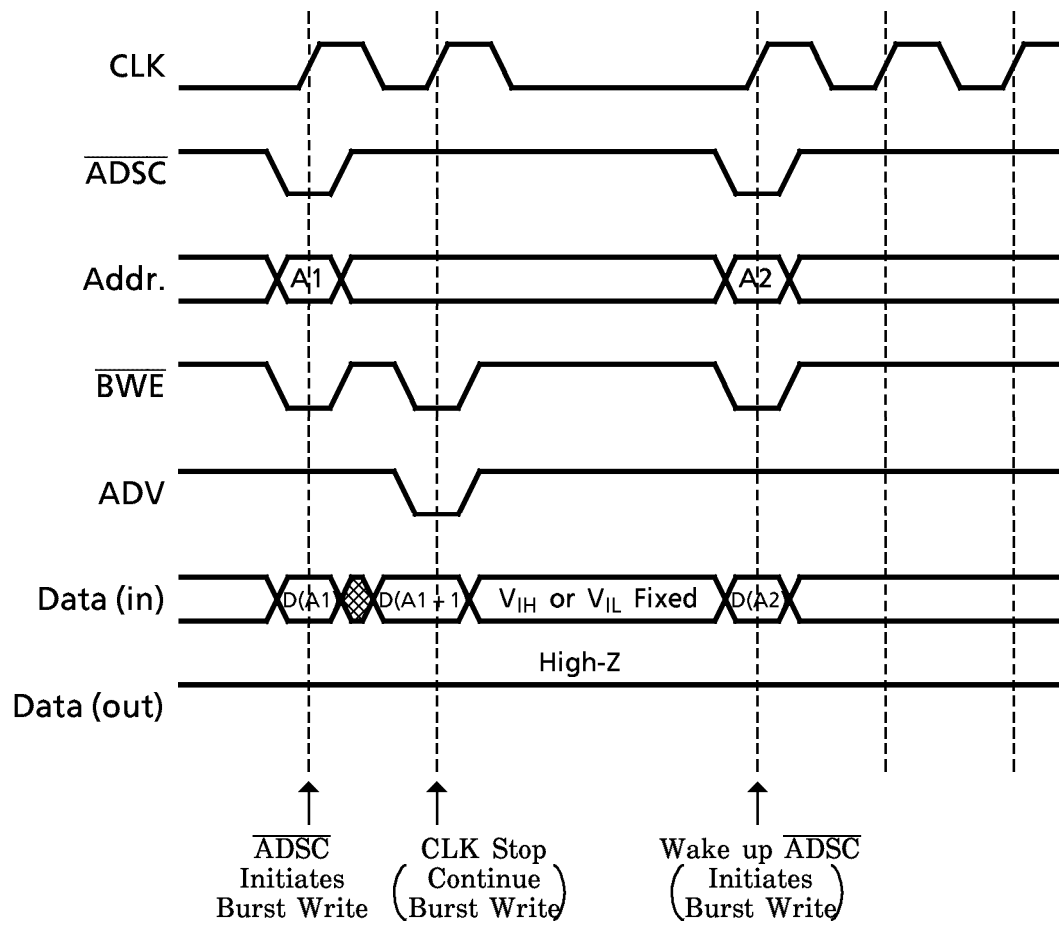 CLK
ADSC
Addr.
A1
A2
BWE
ADV
Data (in)
D(A1)
D(A1 + 1
VIH or VIL Fixed
D(A2)
High-Z
Data (out)
ADSC
Initiates
Burst Write
CLK Stop
(Continue
Burst Write)
Wake up ADSC
(Initiates
Burst Write)